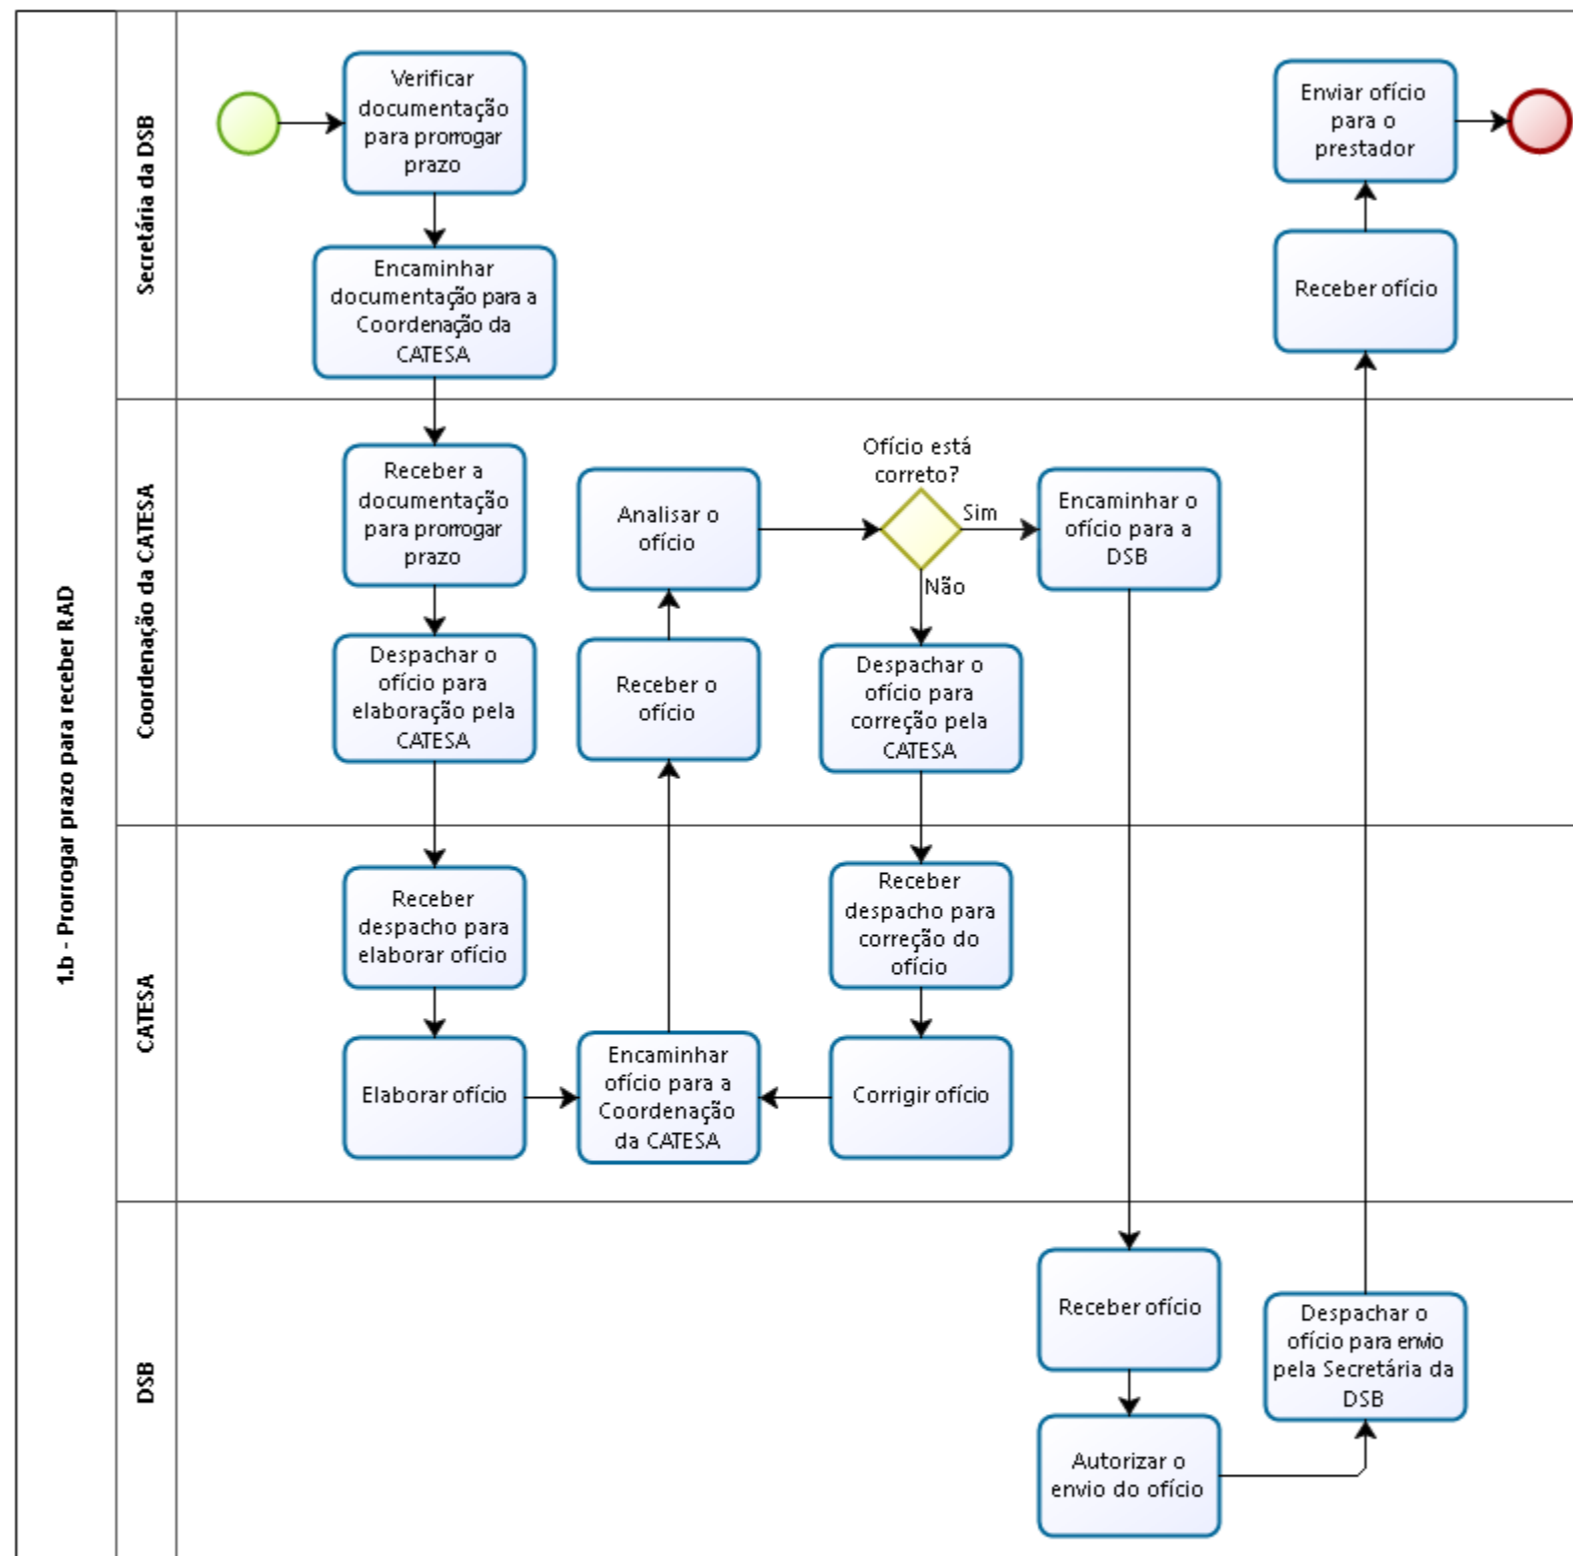 1.b - Prorrogar prazo para receber RAD
Secretária da DSB
Verificar
documentação
para prorrogar
prazo
Encaminhar
documentação para a
Coordenação da
CATESA
Enviar ofício
para o
prestador
Receber ofício
Coordenação da CATESA
Receber a
documentação
para prorrogar
prazo
Despachar o
ofício para
elaboração pela
CATESA
Analisar o
ofício
Receber o
ofício
Ofício está
correto?
Sim
Não
Encaminhar o
ofício para a
DSB
Despachar o
ofício para
correção pela
CATESA
CATESA
Receber
despacho para
elaborar ofício
Elaborar ofício
Encaminhar
ofício para a
Coordenação
da CATESA
Receber
despacho para
correção do
ofício
Corrigir ofício
DSB
Receber ofício
Autorizar o
envio do ofício
Despachar o
ofício para envio
pela Secretária da
DSB